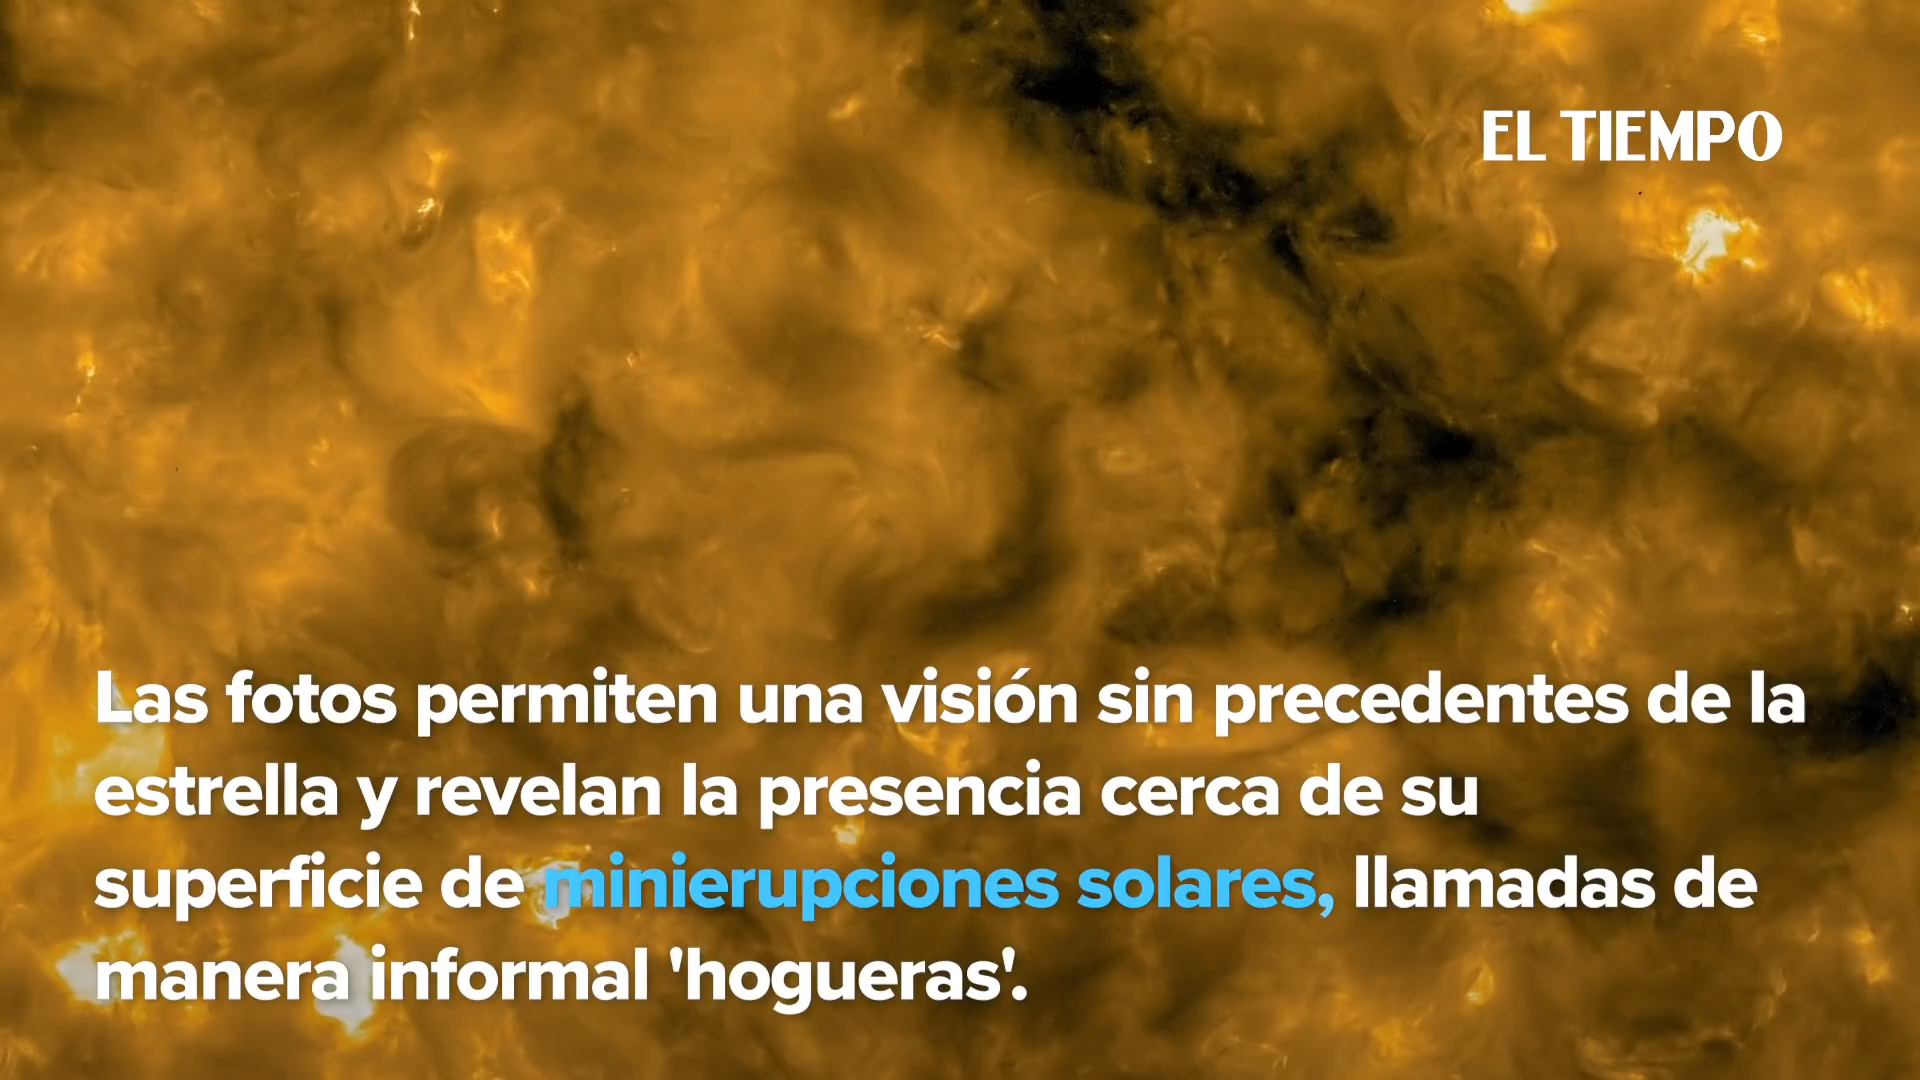 EL TIEMPO
Las fotos permiten una visión sin precedentes de la
estrella y revelan la presencia cerca de su
superficie de minierupciones solares, llamadas de
manera informal 'hogueras'.